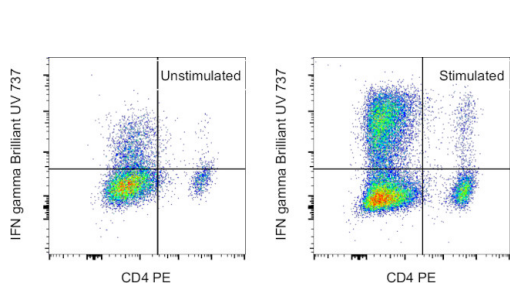 IFN gamma Brilliant UV 737
Unstimulated
CD4 PE
IFN gamma Brilliant UV 737
Stimulated
CD4 PE